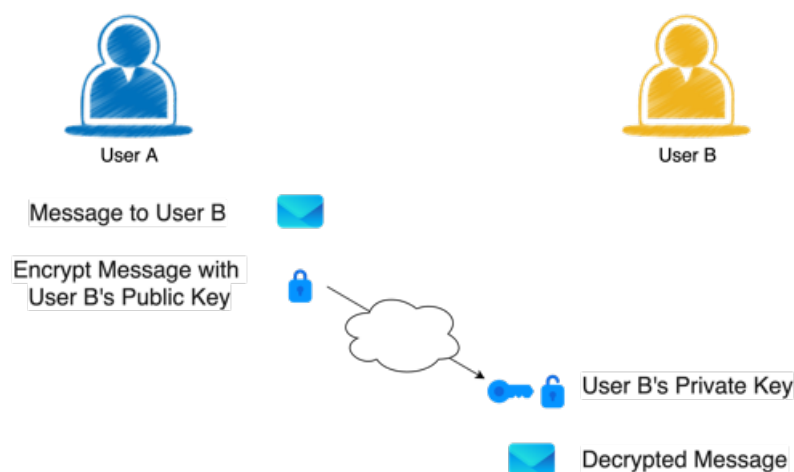 User A
User B
Message to User B
Encrypt Message with
User B's Public Key
User B's Private Key
Decrypted Message